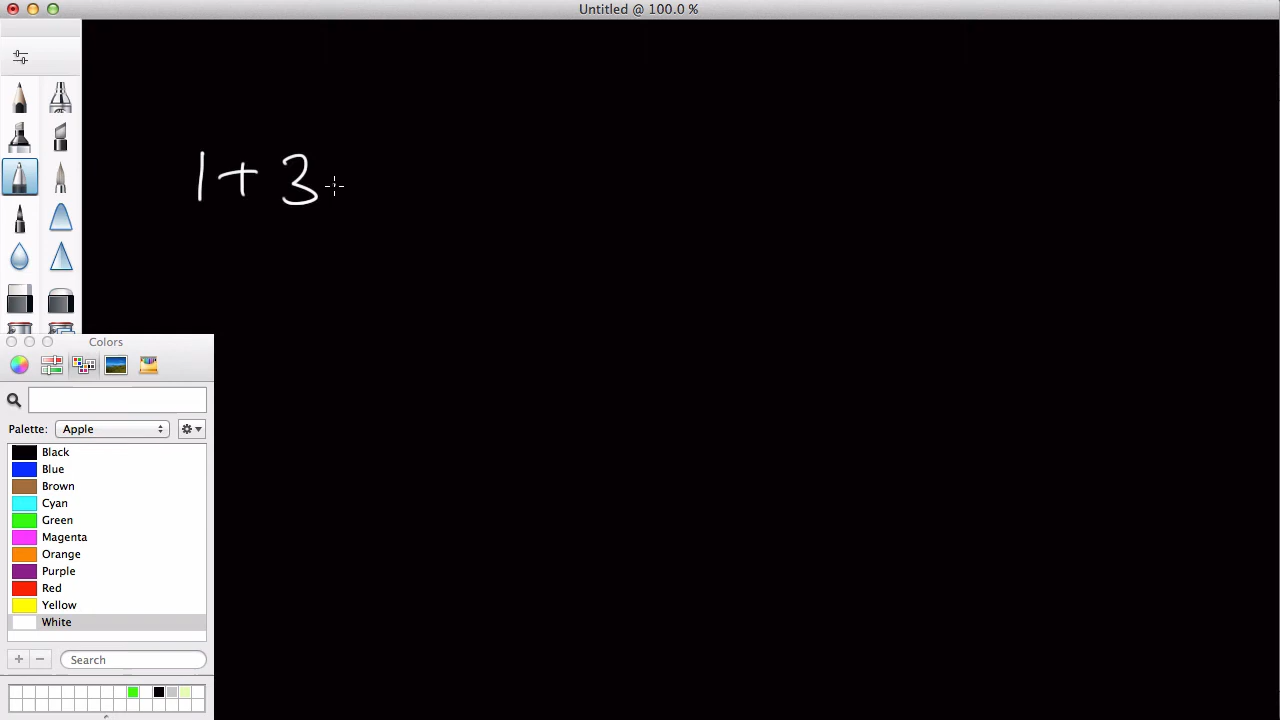 Untitled @ 100.0 %
1 + 3
Colors
Palette: Apple
Black
Blue
Brown
Cyan
Green
Magenta
Orange
Purple
Red
Yellow
White
Search